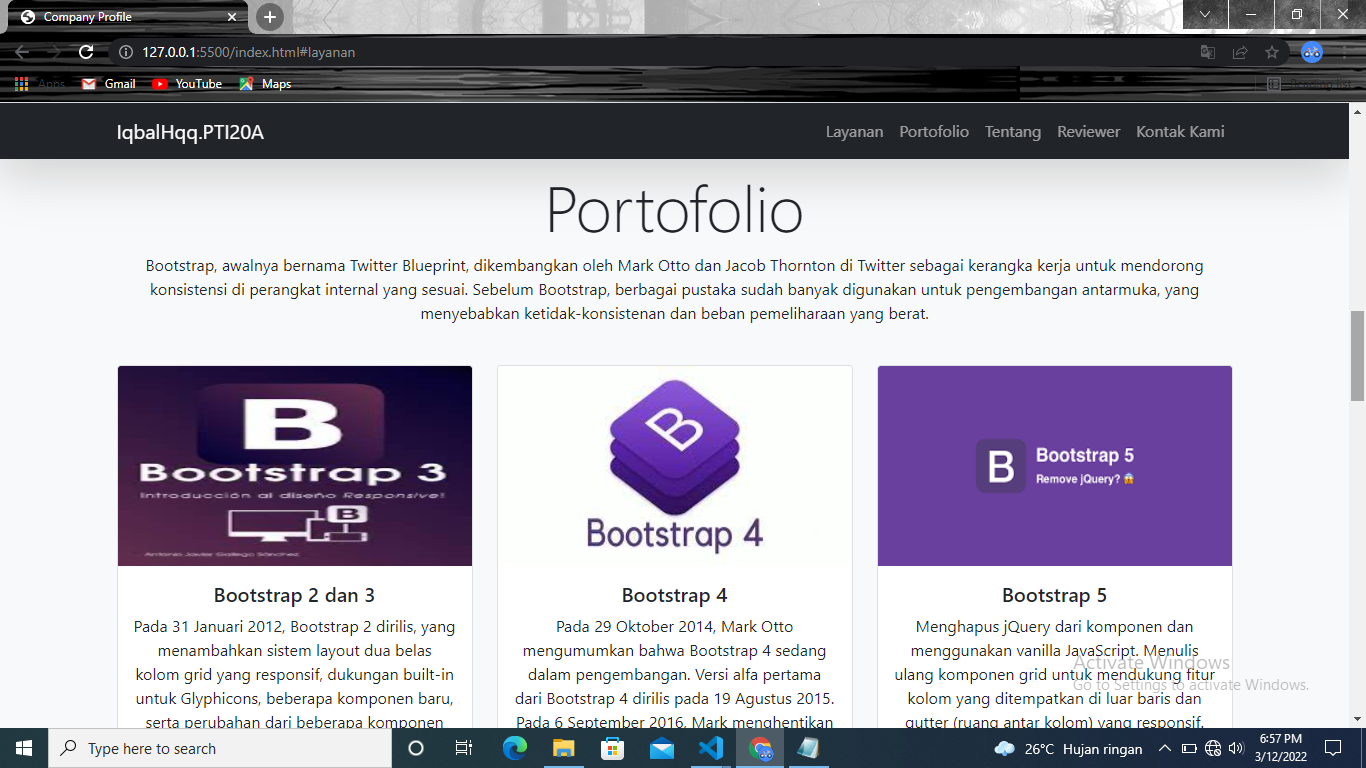 Company Profile
127.0.0.1:5500/index.html#layanan
Apps Gmail YouTube Maps Reading list
IqbalHqq.PTI20A Layanan Portofolio Tentang Reviewer Kontak Kami
Portofolio
Bootstrap, awalnya bernama Twitter Blueprint, dikembangkan oleh Mark Otto dan Jacob Thornton di Twitter sebagai kerangka kerja untuk mendorong
konsistensi di perangkat internal yang sesuai. Sebelum Bootstrap, berbagai pustaka sudah banyak digunakan untuk pengembangan antarmuka, yang
menyebabkan ketidak-konsistenan dan beban pemeliharaan yang berat.
B
Bootstrap 3
Introducción al diseño Responsive!
B
Antonio Javier Gallego Sánchez
Bootstrap 2 dan 3
Pada 31 Januari 2012, Bootstrap 2 dirilis, yang
menambahkan sistem layout dua belas
kolom grid yang responsif, dukungan built-in
untuk Glyphicons, beberapa komponen baru,
serta perubahan dari beberapa komponen
B
Bootstrap 4
Bootstrap 4
Pada 29 Oktober 2014, Mark Otto
mengumumkan bahwa Bootstrap 4 sedang
dalam pengembangan. Versi alfa pertama
dari Bootstrap 4 dirilis pada 19 Agustus 2015.
Pada 6 September 2016, Mark menghentikan
B
Bootstrap 5
Remove jQuery? 😱
Bootstrap 5
Menghapus jQuery dari komponen dan
menggunakan vanilla JavaScript. Menulis
ulang komponen grid untuk mendukung fitur
kolom yang ditempatkan di luar baris dan
gutter (ruang antar kolom) yang responsif.
Activate Windows
Go to Settings to activate Windows.
Type here to search
26°C Hujan ringan
6:57 PM
3/12/2022